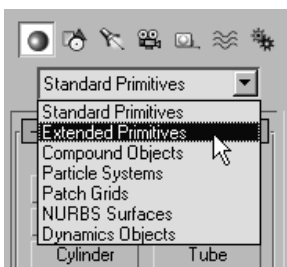 Standard Primitives
Standard Primitives
Extended Primitives
Compound Objects
Particle Systems
Patch Grids
NURBS Surfaces
Dynamics Objects
Cylinder Tube